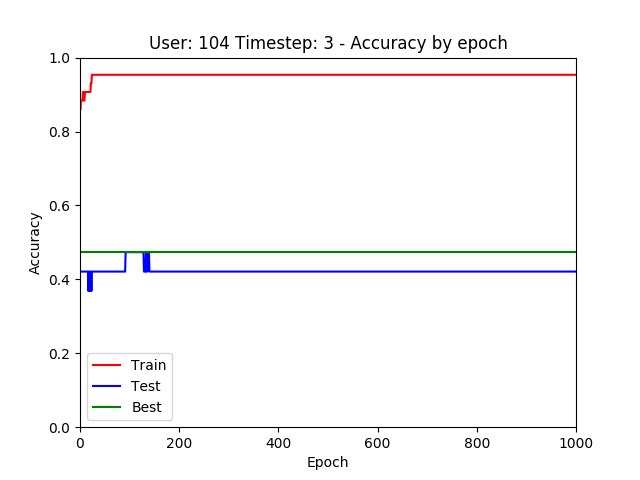 User: 104 Timestep: 3 - Accuracy by epoch
1.0
0.8
0.6
0.4
0.2
0.0
Accuracy
Train
Test
Best
0 200 400 600 800 1000
Epoch